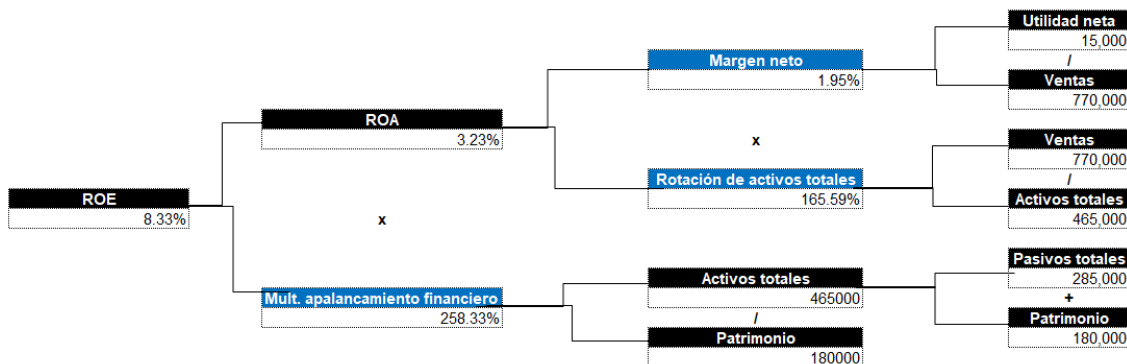 Utilidad neta
15,000
/
Margen neto
1.95%
Ventas
770,000
ROA
3.23%
x
Ventas
770,000
/
Rotación de activos totales
165.59%
Activos totales
465,000
ROE
8.33%
x
Mult. apalancamiento financiero
258.33%
Activos totales
465000
/
Patrimonio
180000
Pasivos totales
285,000
+
Patrimonio
180,000